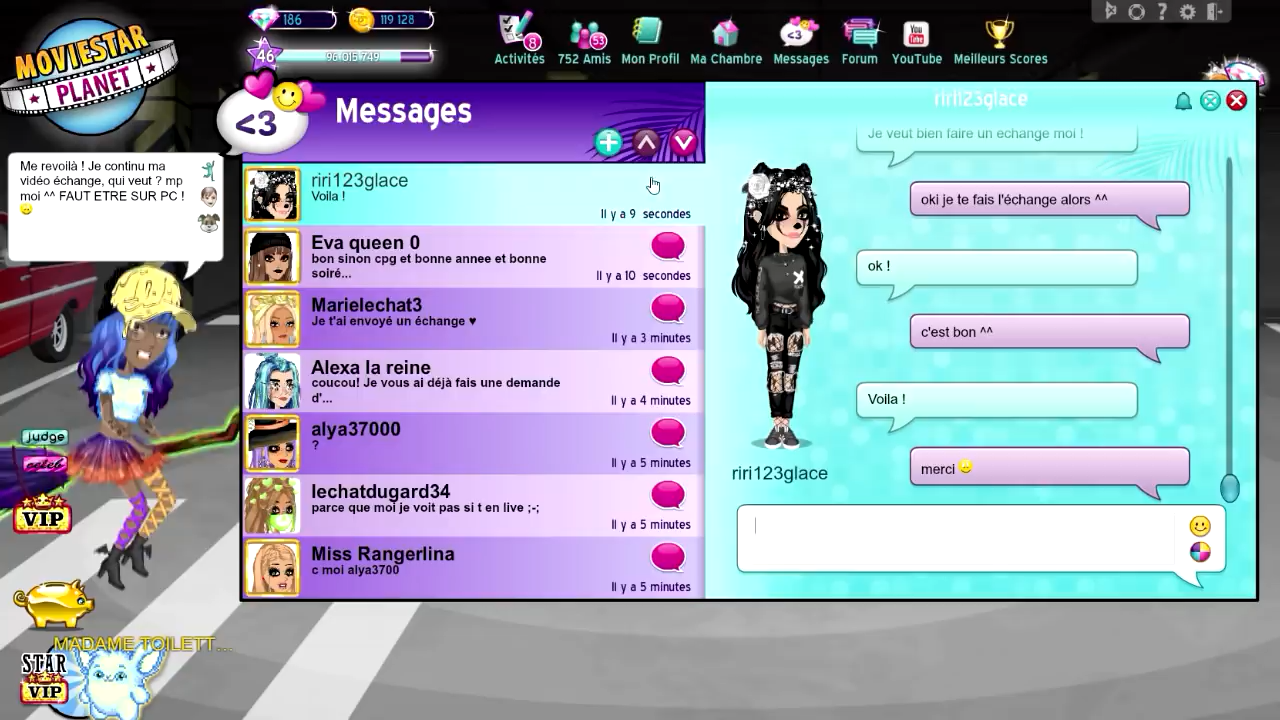 186
119 128
46
96 015 749
MOVIESTAR
PLANET
8
53
<3
Activités
752 Amis
Mon Profil
Ma Chambre
Messages
Forum
You
Tube
YouTube
Meilleurs Scores
?
<3
Messages
Me revoilà ! Je continu ma
vidéo échange, qui veut ? mp
moi ^^ FAUT ETRE SUR PC !
riri123glace
Voila !
Il y a 9 secondes
Eva queen 0
bon sinon cpg et bonne annee et bonne
soiré...
Il y a 10 secondes
Marielechat3
Je t'ai envoyé un échange ♥
Il y a 3 minutes
Alexa la reine
coucou! Je vous ai déjà fais une demande
d'...
Il y a 4 minutes
alya37000
?
Il y a 5 minutes
lechatdugard34
parce que moi je voit pas si t en live ;-;
Il y a 5 minutes
Miss Rangerlina
c moi alya3700
Il y a 5 minutes
riri123glace
Je veut bien faire un echange moi !
oki je te fais l'échange alors ^^
ok !
c'est bon ^^
Voila !
merci
riri123glace
judge
celeb
VIP
MADAME TOILETT...
STAR
VIP